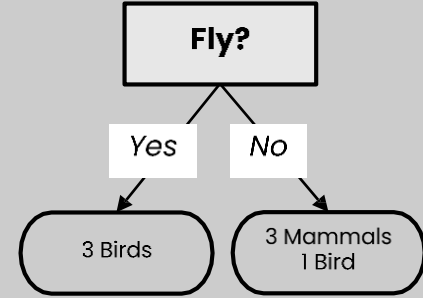 Fly?
Yes
No
3 Birds
3 Mammals
1 Bird